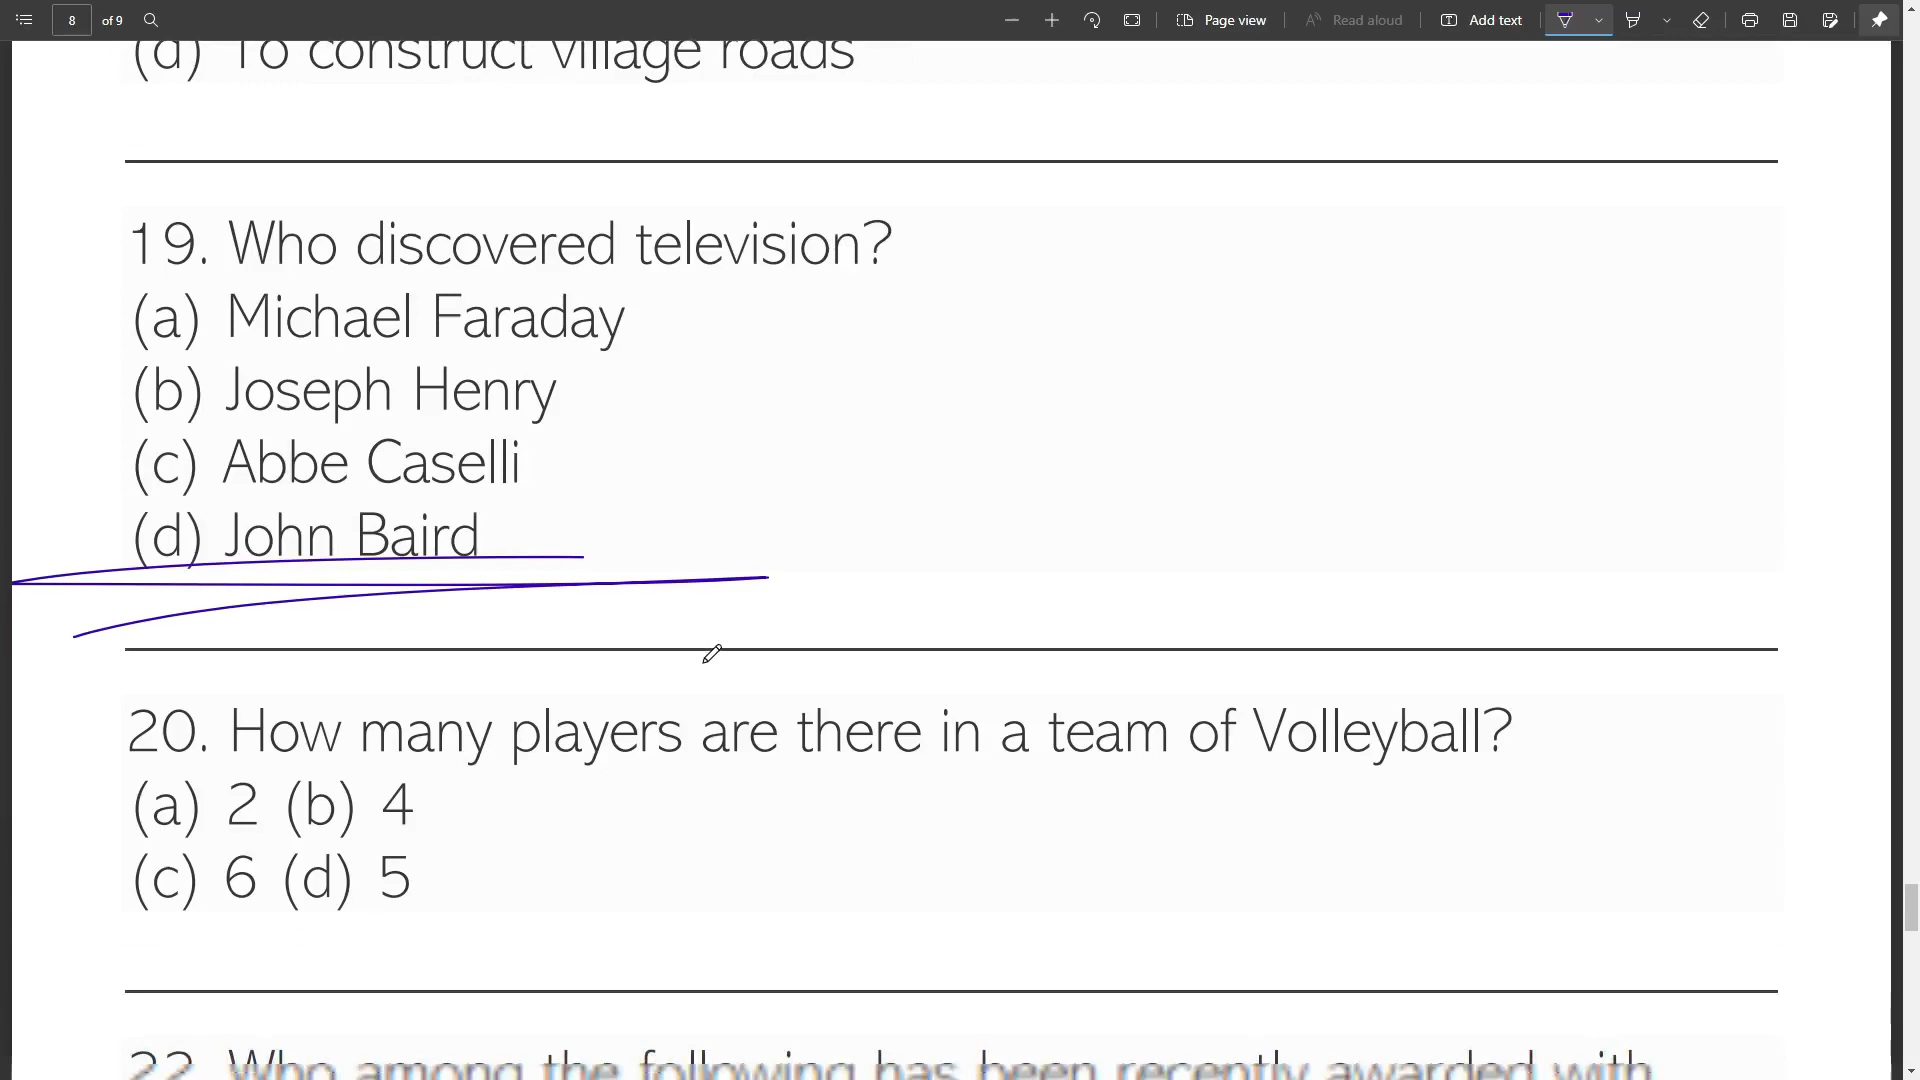 8 of 9 Page view Read aloud Add text
(d) To construct village roads
19. Who discovered television?
(a) Michael Faraday
(b) Joseph Henry
(c) Abbe Caselli
(d) John Baird
20. How many players are there in a team of Volleyball?
(a) 2 (b) 4
(c) 6 (d) 5
22. Who among the following has been recently awarded with